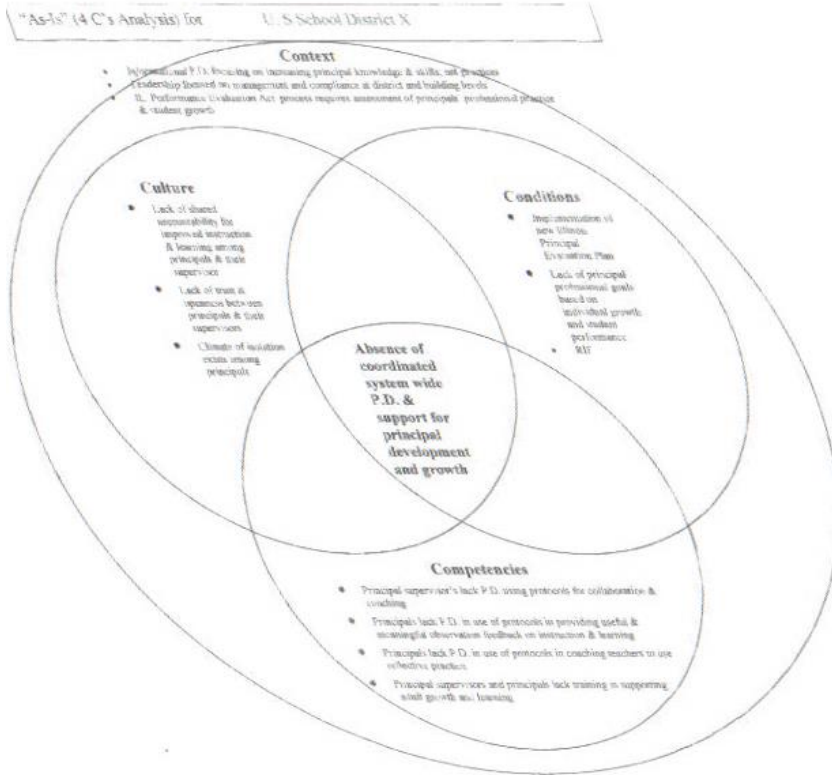 "As-Is" (4 C's Analysis) for U. S School District X
Context
• Informational P.D. focusing on increasing principal knowledge & skills, not practices
• Leadership focused on management and compliance at district and building levels
• IL. Performance Evaluation Act process requires assessment of principals' professional practice
& student growth
Culture
• Lack of shared
accountability for
improved instruction
& learning among
principals & their
supervisor
• Lack of trust &
openness between
principals & their
supervisors
• Climate of isolation
exists among
principals
Conditions
• Implementation of
new Illinois
Principal
Evaluation Plan
• Lack of principal
professional goals
based on
individual growth
and student
performance
• RIF
Absence of
coordinated
system wide
P.D. &
support for
principal
development
and growth
Competencies
• Principal supervisor's lack P.D. using protocols for collaboration &
coaching
• Principals lack P.D. in use of protocols in providing useful &
meaningful observation feedback on instruction & learning
• Principals lack P.D. in use of protocols in coaching teachers to use
reflective practice
• Principal supervisors and principals lack training in supporting
adult growth and learning